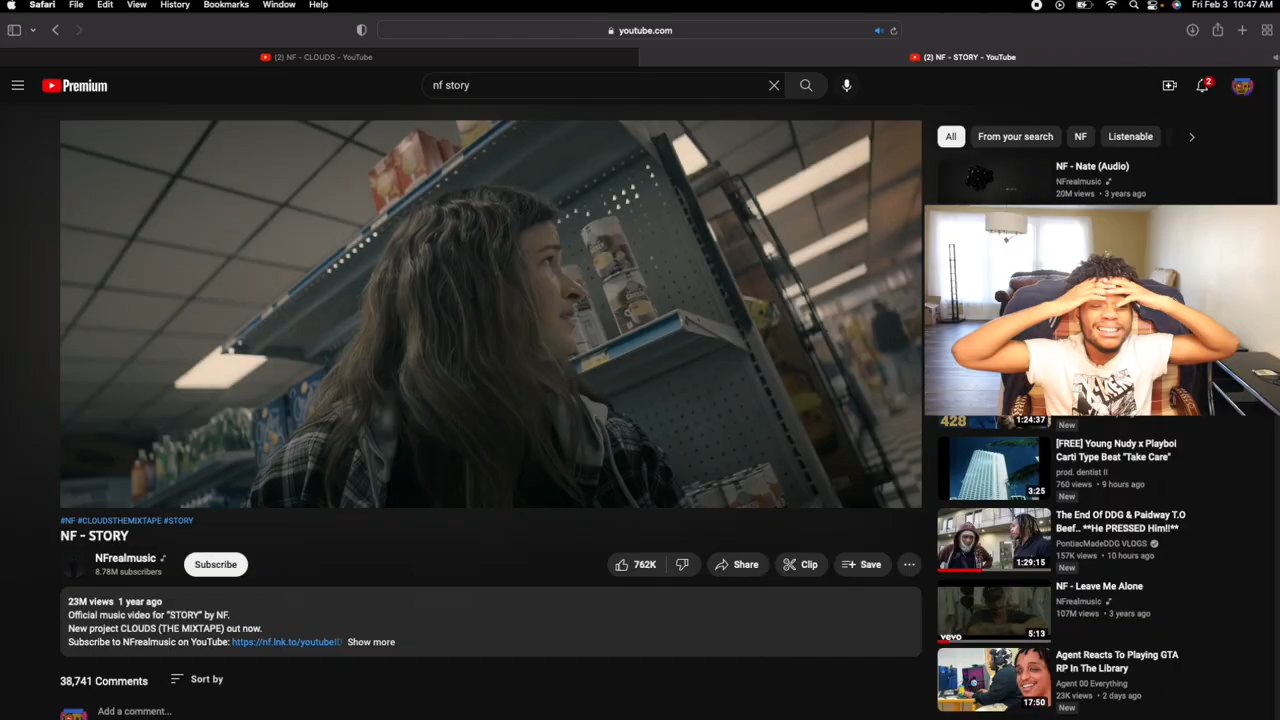 Safari File Edit View History Bookmarks Window Help
Fri Feb 3 10:47 AM
youtube.com
(2) NF - CLOUDS - YouTube
(2) NF - STORY - YouTube
Premium
nf story
2
All From your search NF Listenable
NF - Nate (Audio)
NFrealmusic
20M views • 3 years ago
428
1:24:37
New
[FREE] Young Nudy x Playboi
Carti Type Beat "Take Care"
prod. dentist II
760 views • 9 hours ago
New
3:25
The End Of DDG & Paidway T.O
Beef.. **He PRESSED Him!!**
PontiacMadeDDG VLOGS
157K views • 10 hours ago
New
1:29:15
NF - Leave Me Alone
NFrealmusic
107M views • 3 years ago
vevo
5:13
Agent Reacts To Playing GTA
RP In The Library
Agent 00 Everything
23K views • 2 days ago
New
17:50
#NF #CLOUDSTHEMIXTAPE #STORY
NF - STORY
NFrealmusic
8.78M subscribers
Subscribe
762K
Share
Clip
Save
23M views 1 year ago
Official music video for "STORY" by NF.
New project CLOUDS (THE MIXTAPE) out now.
Subscribe to NFrealmusic on YouTube: https://nf.lnk.to/youtubeID Show more
38,741 Comments
Sort by
Add a comment...